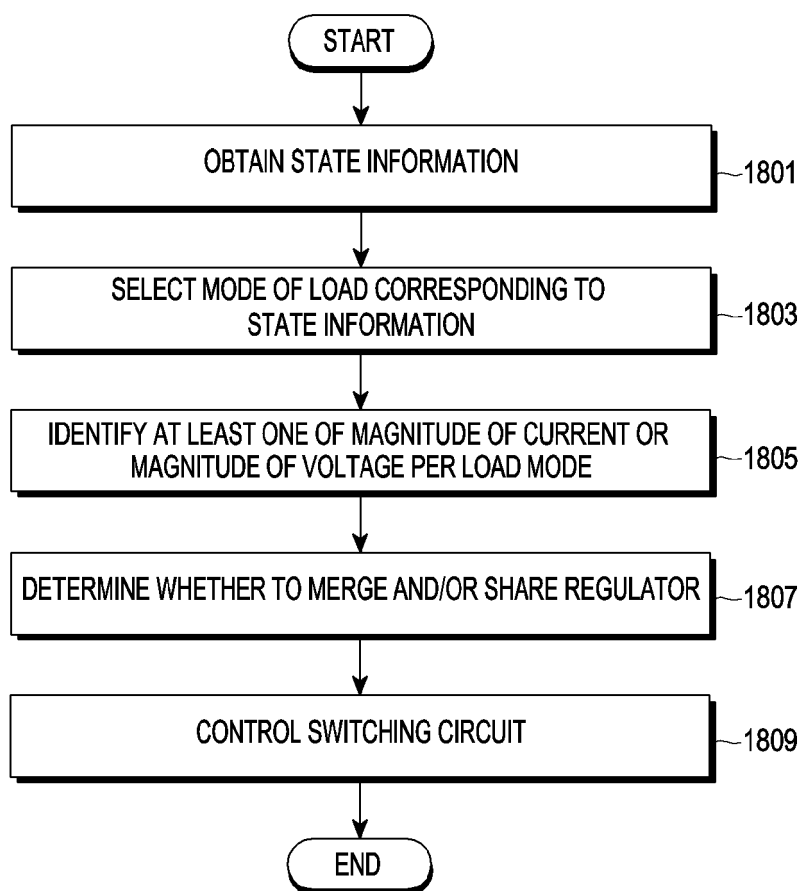 START
OBTAIN STATE INFORMATION
1801
SELECT MODE OF LOAD CORRESPONDING TO
STATE INFORMATION
1803
IDENTIFY AT LEAST ONE OF MAGNITUDE OF CURRENT OR
MAGNITUDE OF VOLTAGE PER LOAD MODE
1805
DETERMINE WHETHER TO MERGE AND/OR SHARE REGULATOR
1807
CONTROL SWITCHING CIRCUIT
1809
END